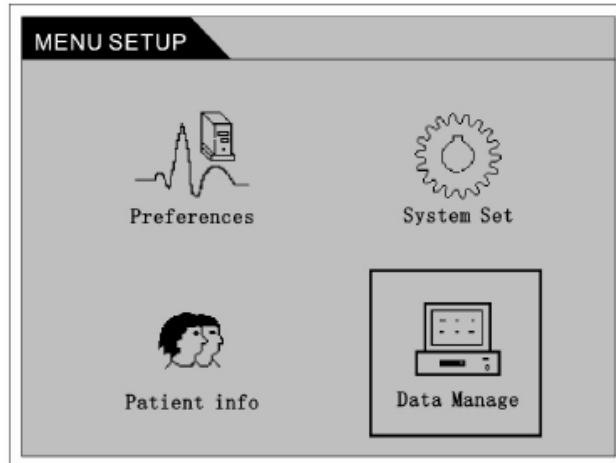 MENU SETUP
Preferences
System Set
Patient info
Data Manage